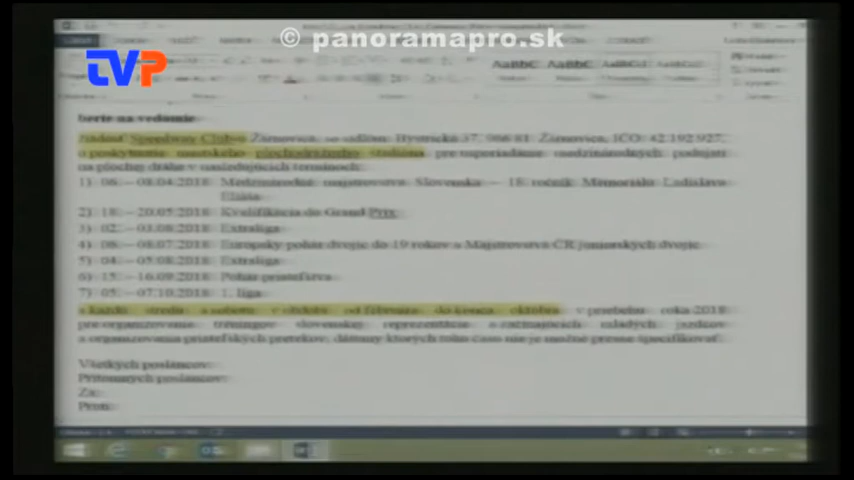 © panoramapro.sk
TVP
AaBbC AaBbC AaBbC AaBbC
berte na vedomie
žiadosť Speedway Clubu Žarnovica, so sídlom: Bystrická 37, 966 81 Žarnovica, IČO: 42 192 927,
o poskytnutie mestského plochodrážneho štadióna pre usporiadanie medzinárodných podujatí
na plochej dráhe v nasledujúcich termínoch:
1) 06. – 08.04.2018 Medzinárodné majstrovstvá Slovenska – 18. ročník Memoriálu Ladislava
Eliáša
2) 18. – 20.05.2018 Kvalifikácia do Grand Prix
3) 02. – 03.08.2018 Extraliga
4) 06. – 08.07.2018 Európsky pohár dvojíc do 19 rokov a Majstrovstvá ČR juniorských dvojíc
5) 04. – 05.08.2018 Extraliga
6) 15. – 16.09.2018 Pohár priateľstva
7) 05. – 07.10.2018 1. liga
a každú stredu a sobotu v období od februára do konca októbra v priebehu roka 2018
pre organizovanie tréningov slovenskej reprezentácie a začínajúcich mladých jazdcov
a organizovania priateľských pretekov, dátumy ktorých toho času nie je možné presne špecifikovať.
Všetkých poslancov:
Prítomných poslancov:
Za:
Proti: